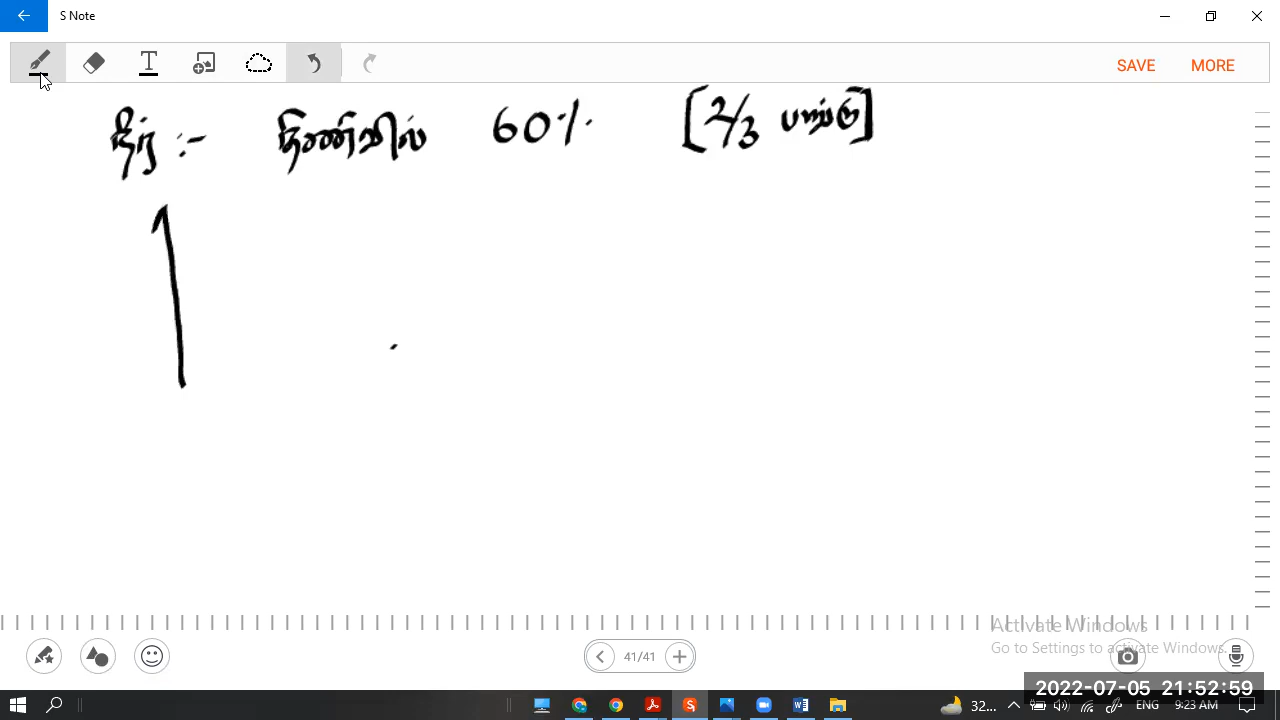 S Note
T
SAVE
MORE
நீர் :- திணிவில் 60% [2/3 பங்கு]
41/41
Activate Windows
Go to Settings to activate Windows.
2022-07-05 21:52:59
32... ENG 9:23 AM